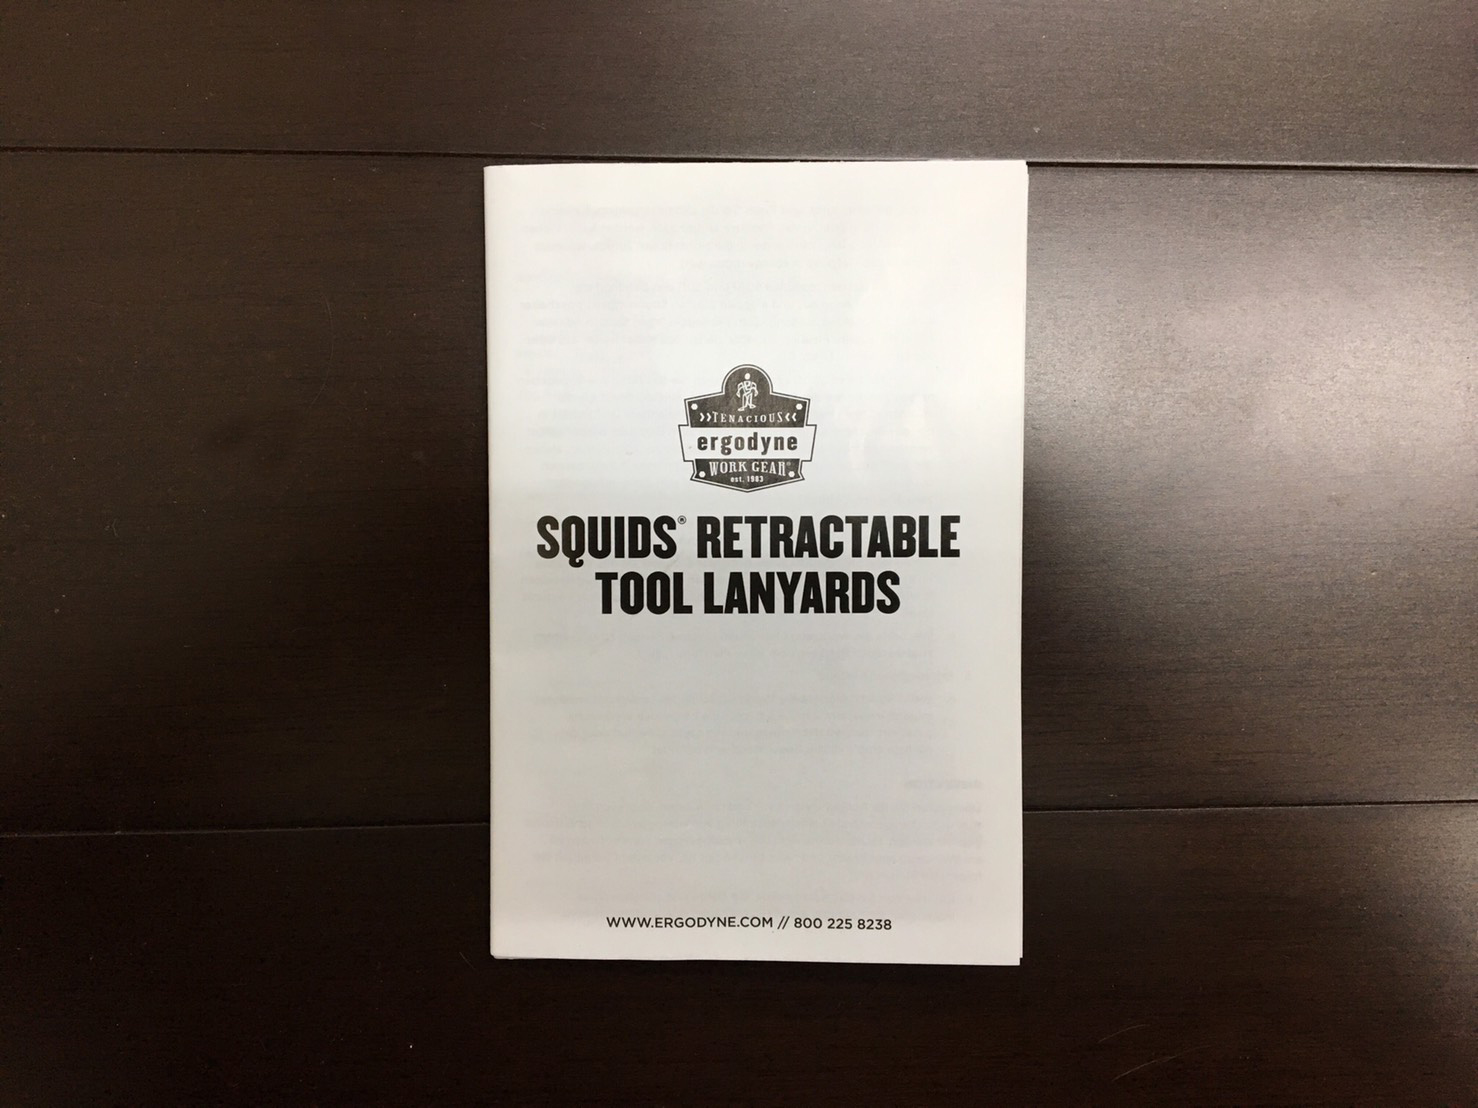 ››TENACIOUS‹‹
ergodyne
WORK GEAR®
est. 1983
SQUIDS® RETRACTABLE
TOOL LANYARDS
WWW.ERGODYNE.COM // 800 225 8238